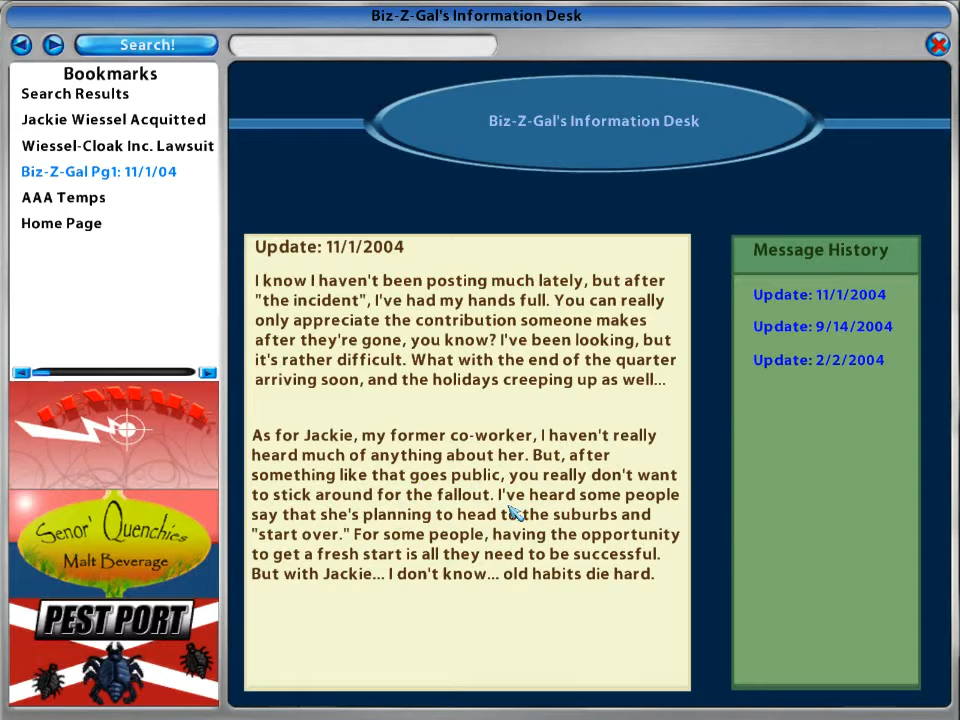 Biz-Z-Gal's Information Desk
Search!
Bookmarks
Search Results
Jackie Wiessel Acquitted
Wiessel-Cloak Inc. Lawsuit
Biz-Z-Gal Pg1: 11/1/04
AAA Temps
Home Page
Senor' Quenchies
Malt Beverage
PEST PORT
Biz-Z-Gal's Information Desk
Update: 11/1/2004
I know I haven't been posting much lately, but after
"the incident", I've had my hands full. You can really
only appreciate the contribution someone makes
after they're gone, you know? I've been looking, but
it's rather difficult. What with the end of the quarter
arriving soon, and the holidays creeping up as well...
As for Jackie, my former co-worker, I haven't really
heard much of anything about her. But, after
something like that goes public, you really don't want
to stick around for the fallout. I've heard some people
say that she's planning to head to the suburbs and
"start over." For some people, having the opportunity
to get a fresh start is all they need to be successful.
But with Jackie... I don't know... old habits die hard.
Message History
Update: 11/1/2004
Update: 9/14/2004
Update: 2/2/2004